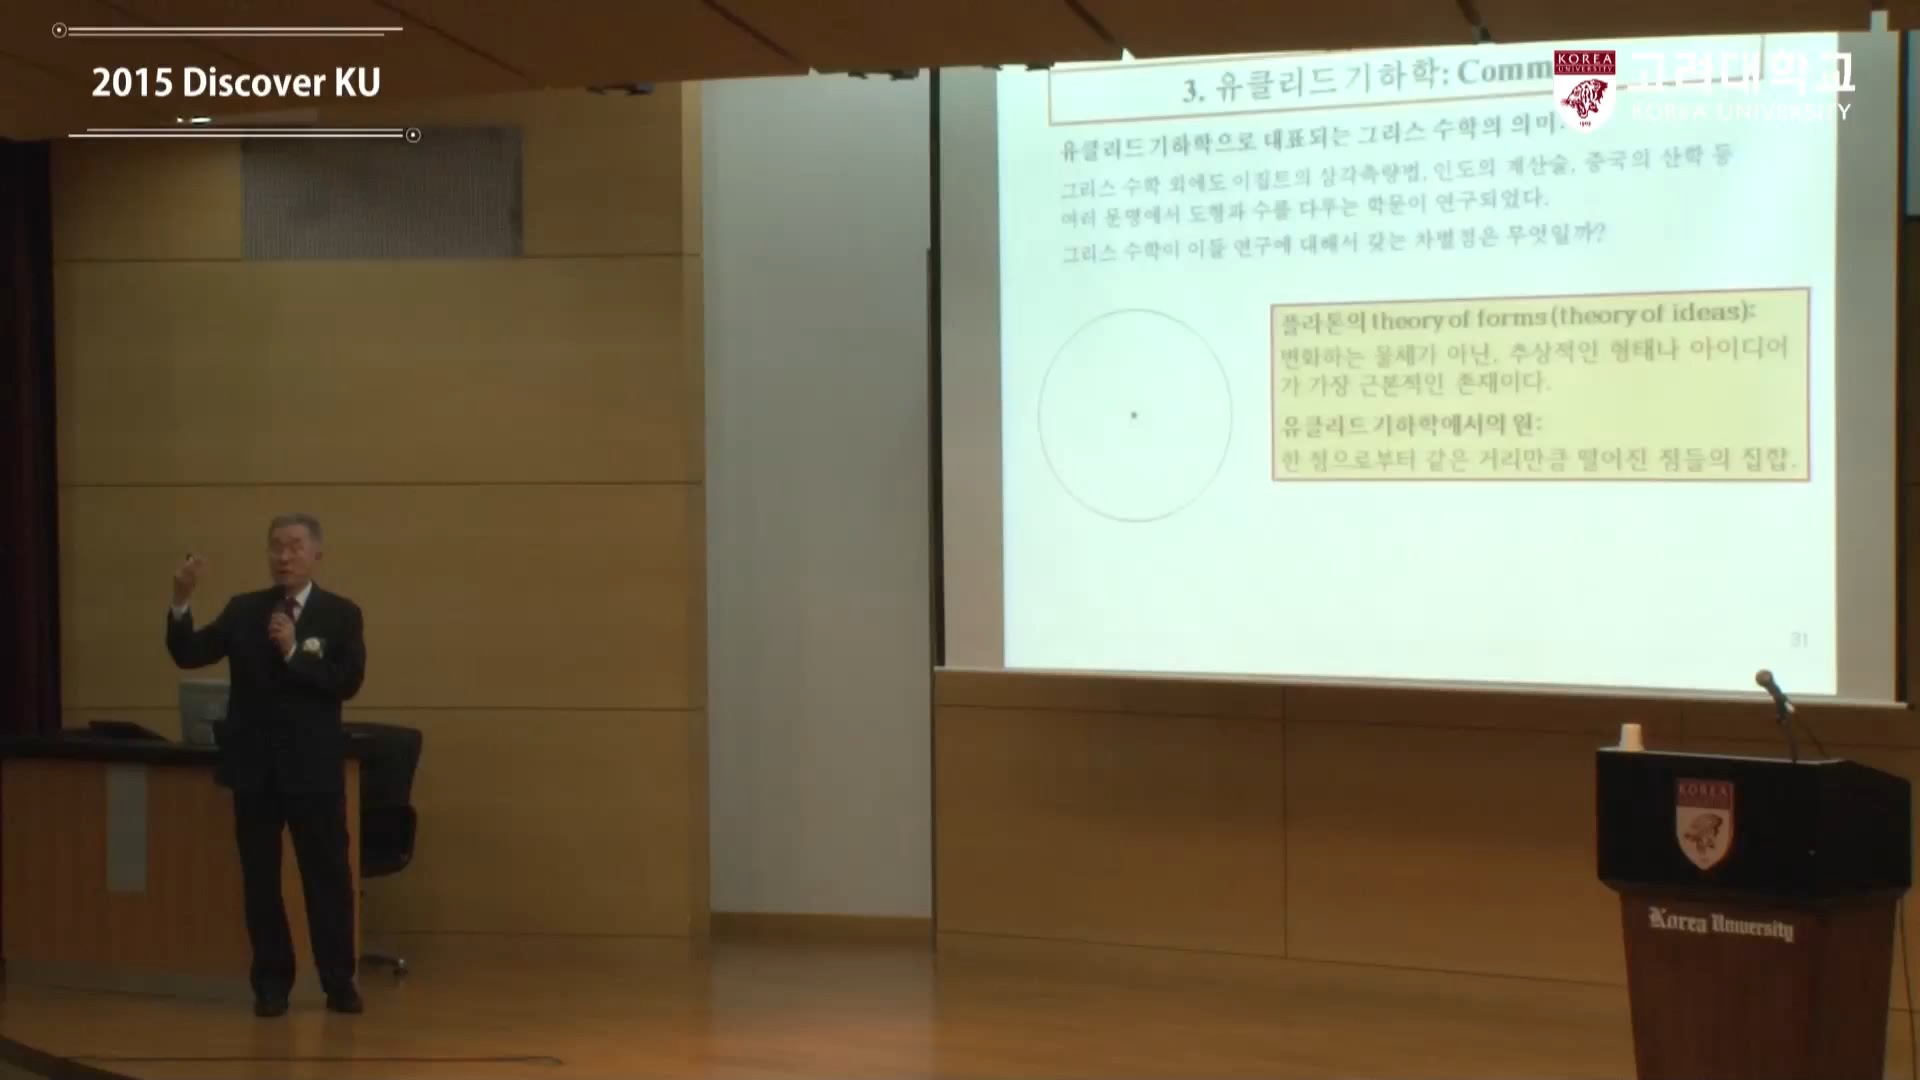 2015 Discover KU
KOREA
UNIVERSITY
1905
고려대학교
KOREA UNIVERSITY
3. 유클리드 기하학: Comm
유클리드 기하학으로 대표되는 그리스 수학의 의미.
그리스 수학 외에도 이집트의 삼각측량법, 인도의 계산술, 중국의 산학 등
여러 문명에서 도형과 수를 다루는 학문이 연구되었다.
그리스 수학이 이들 연구에 대해서 갖는 차별점은 무엇일까?
플라톤의 theory of forms (theory of ideas):
변화하는 물체가 아닌, 추상적인 형태나 아이디어
가 가장 근본적인 존재이다.
유클리드 기하학에서의 원:
한 점으로부터 같은 거리만큼 떨어진 점들의 집합.
31
KOREA
Korea University